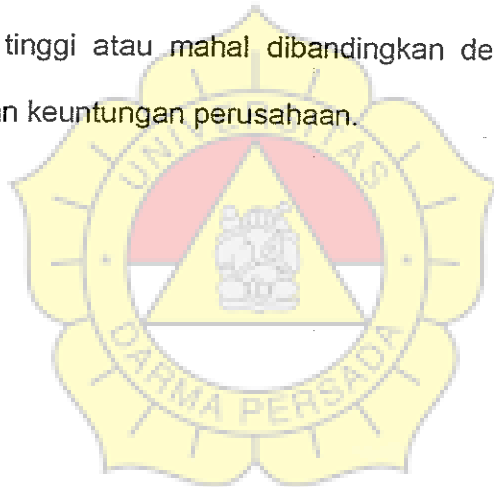 tinggi atau mahal dibandingkan de
n keuntungan perusahaan.
UNIVERSITAS
DARMA PERSADA